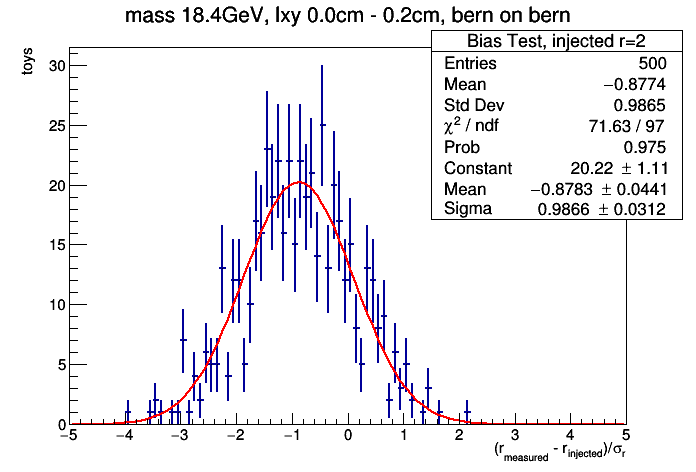 mass 18.4GeV, lxy 0.0cm - 0.2cm, bern on bern
Bias Test, injected r=2
Entries 500
Mean −0.8774
Std Dev 0.9865
χ² / ndf 71.63 / 97
Prob 0.975
Constant 20.22 ± 1.11
Mean −0.8783 ± 0.0441
Sigma 0.9866 ± 0.0312
toys
30
25
20
15
10
5
0
−5 −4 −3 −2 −1 0 1 2 3 4 5
(r_measured - r_injected)/σ_r